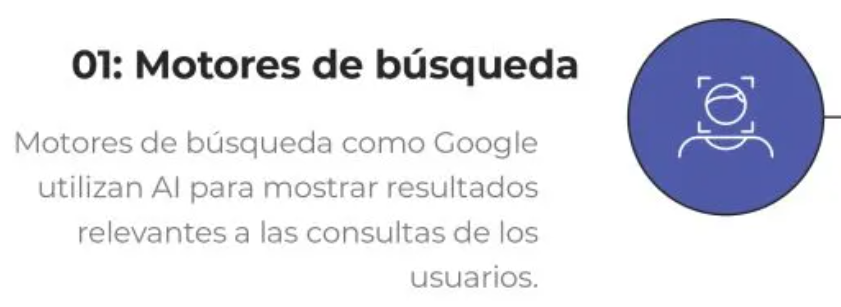 01: Motores de búsqueda
Motores de búsqueda como Google
utilizan AI para mostrar resultados
relevantes a las consultas de los
usuarios.